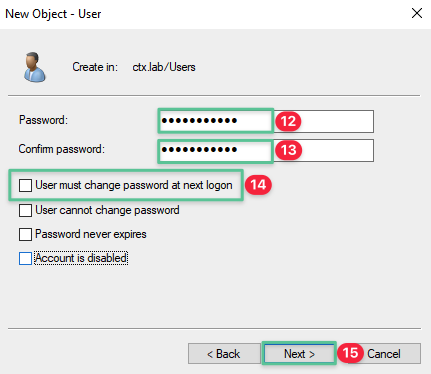 New Object - User
Create in: ctx.lab/Users
Password: ●●●●●●●●●●● 12
Confirm password: ●●●●●●●●●●● 13
User must change password at next logon 14
User cannot change password
Password never expires
Account is disabled
< Back Next > 15 Cancel